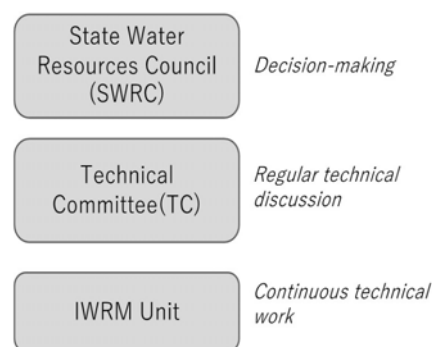 State Water
Resources Council
(SWRC)
Decision-making
Technical
Committee(TC)
Regular technical
discussion
IWRM Unit
Continuous technical
work